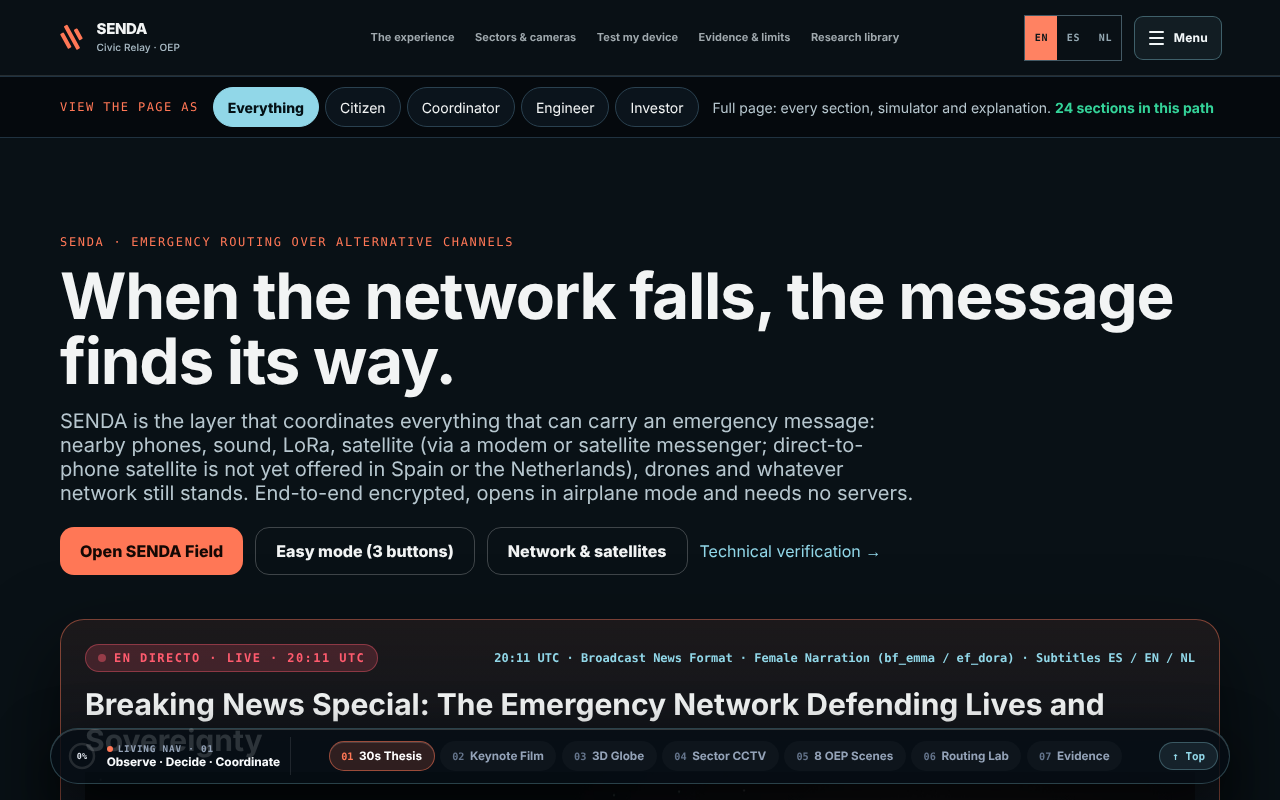 SENDA
Civic Relay · OEP
The experience
Sectors & cameras
Test my device
Evidence & limits
Research library
EN
ES
NL
Menu
VIEW THE PAGE AS
Everything
Citizen
Coordinator
Engineer
Investor
Full page: every section, simulator and explanation. 24 sections in this path
SENDA · EMERGENCY ROUTING OVER ALTERNATIVE CHANNELS
When the network falls, the message
finds its way.
SENDA is the layer that coordinates everything that can carry an emergency message:
nearby phones, sound, LoRa, satellite (via a modem or satellite messenger; direct-to-
phone satellite is not yet offered in Spain or the Netherlands), drones and whatever
network still stands. End-to-end encrypted, opens in airplane mode and needs no servers.
Open SENDA Field
Easy mode (3 buttons)
Network & satellites
Technical verification →
EN DIRECTO · LIVE · 20:11 UTC
20:11 UTC · Broadcast News Format · Female Narration (bf_emma / ef_dora) · Subtitles ES / EN / NL
Breaking News Special: The Emergency Network Defending Lives and
Sovereignty
0%
LIVING NAV · 01
Observe · Decide · Coordinate
01 30s Thesis
02 Keynote Film
03 3D Globe
04 Sector CCTV
05 8 OEP Scenes
06 Routing Lab
07 Evidence
↑ Top